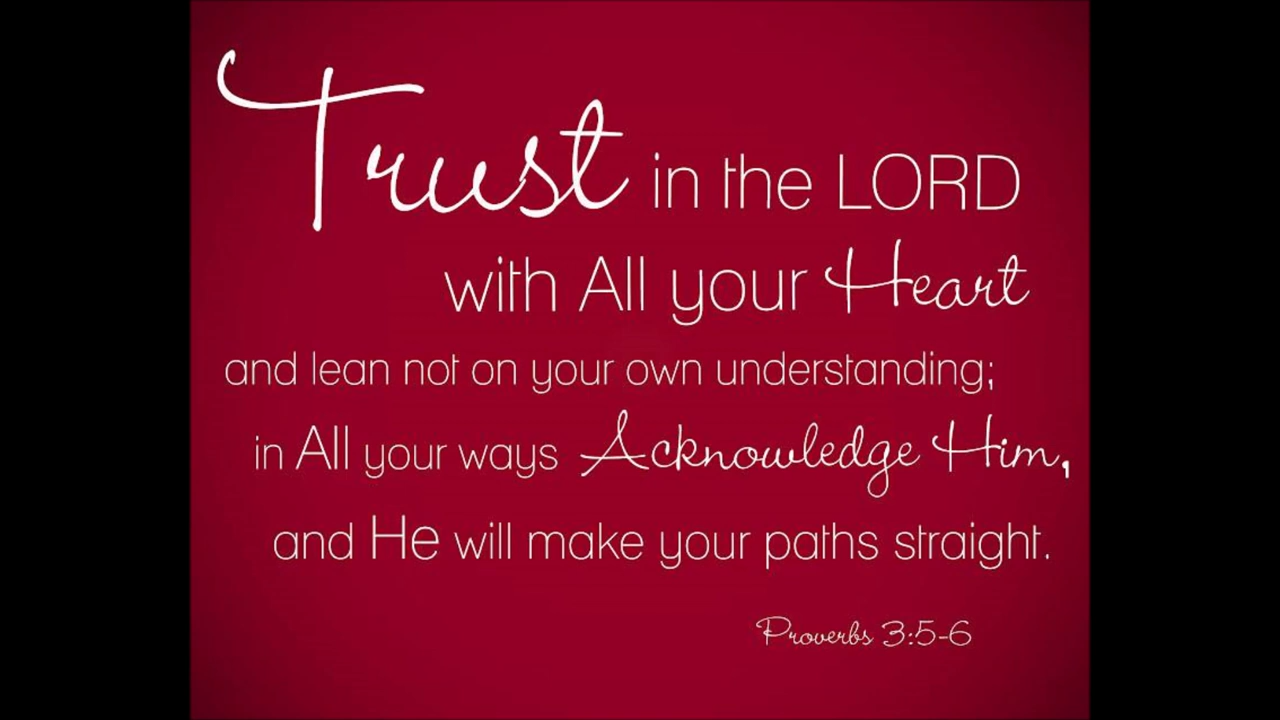 Trust in the LORD
with All your Heart
and lean not on your own understanding;
in All your ways Acknowledge Him,
and He will make your paths straight.
Proverbs 3:5-6